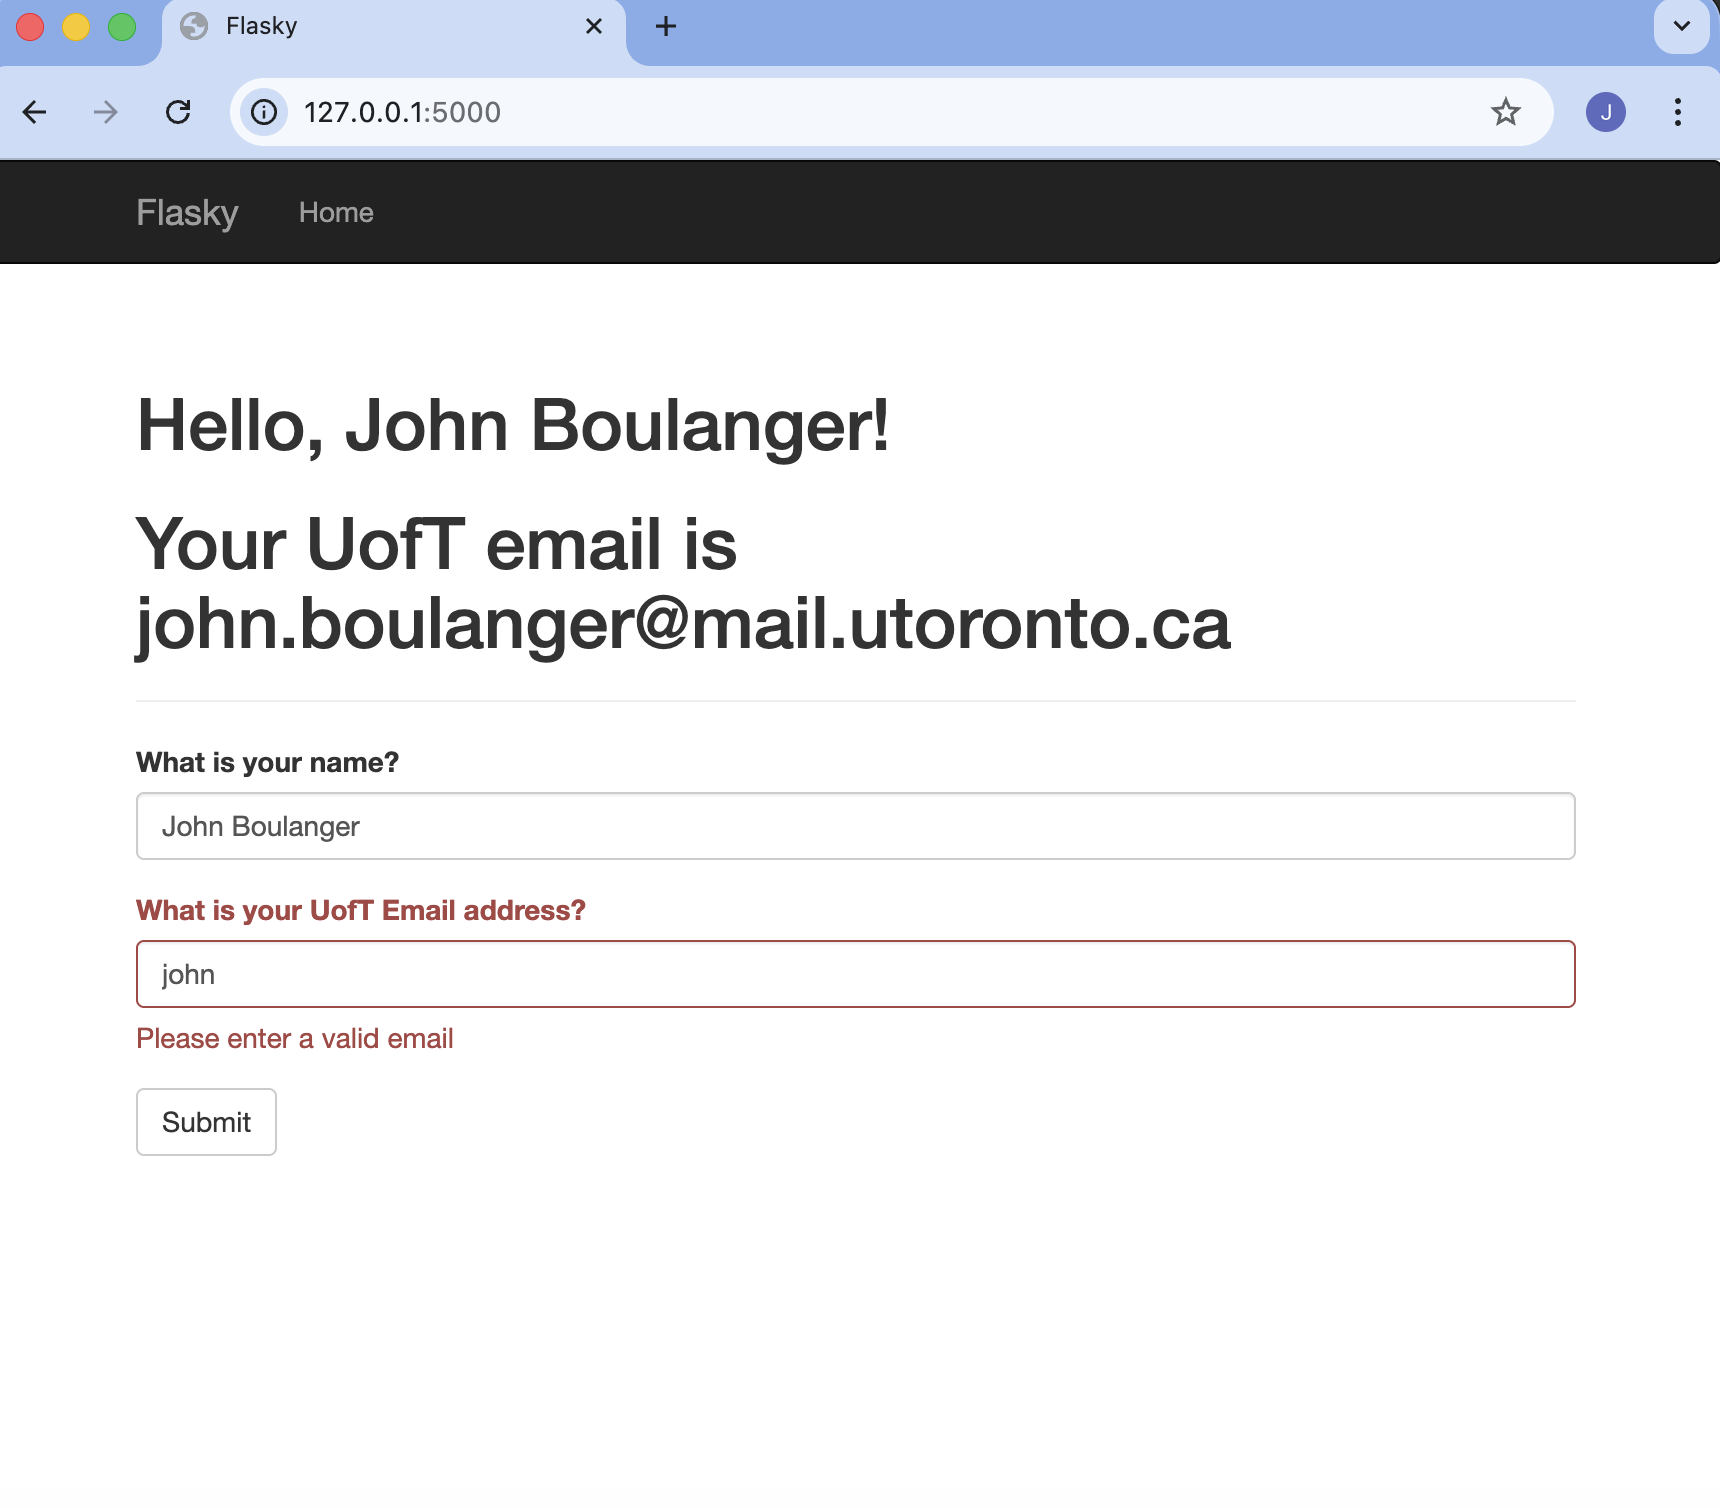 Flasky
127.0.0.1:5000
J
Flasky Home
Hello, John Boulanger!
Your UofT email is
john.boulanger@mail.utoronto.ca
What is your name?
John Boulanger
What is your UofT Email address?
john
Please enter a valid email
Submit